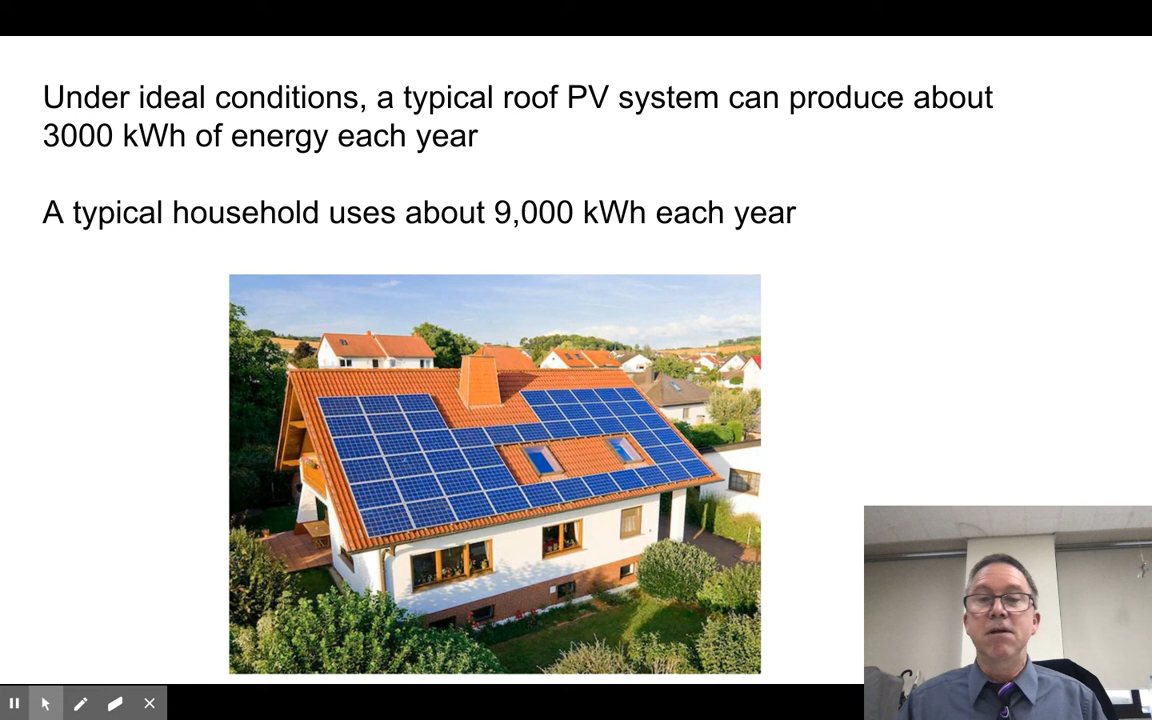 Under ideal conditions, a typical roof PV system can produce about
3000 kWh of energy each year
A typical household uses about 9,000 kWh each year